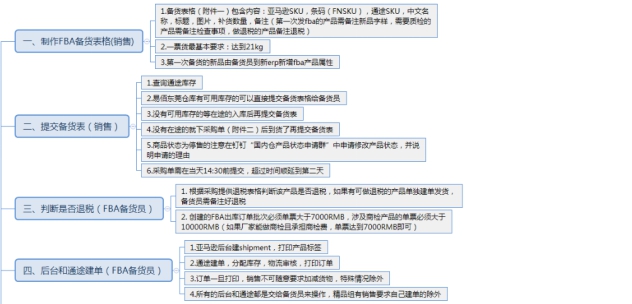 一、制作FBA备货表格(销售)
1.备货表格（附件一）包含内容：亚马逊SKU，条码（FNSKU），通途SKU，中文名
称，标题，图片，补货数量，备注（第一次发fba的产品需备注新品字样，需要质检的
产品需备注检查事项，做退税的产品备注退税）
2.一票货最基本要求：达到21kg
3.第一次备货的新品由备货员到新erp新增fba产品属性
二、提交备货表（销售）
1.查询通途库存
2.易佰东莞仓库有可用库存的可以直接提交备货表格给备货员
3.没有可用库存的等在途的入库后再提交备货表
4.没有在途的就下采购单（附件二）后到货了再提交备货表
5.商品状态为停售的注意在钉钉“国内仓产品状态申请群”中申请修改产品状态，并说
明申请的理由
6.采购单需在当天14:30前提交，超过时间顺延到第二天
三、判断是否退税（FBA备货员）
1. 根据采购提供退税表格判断该产品是否退税，如果有可做退税的产品单独建单发货，
备货员需备注好退税
2. 创建的FBA出库订单批次必须单票大于7000RMB，涉及商检产品的单票必须大于
10000RMB（如果厂家能做商检且承担商检费，单票达到7000RMB即可）
四、后台和通途建单（FBA备货员）
1.亚马逊后台建shipment，打印产品标签
2.通途建单，分配库存，物流审核，打印订单
3.订单一旦打印，销售不可随意要求加减货物，特殊情况除外
4.所有的后台和通途都是交给备货员来操作，精品组有销售要求自己建单的除外